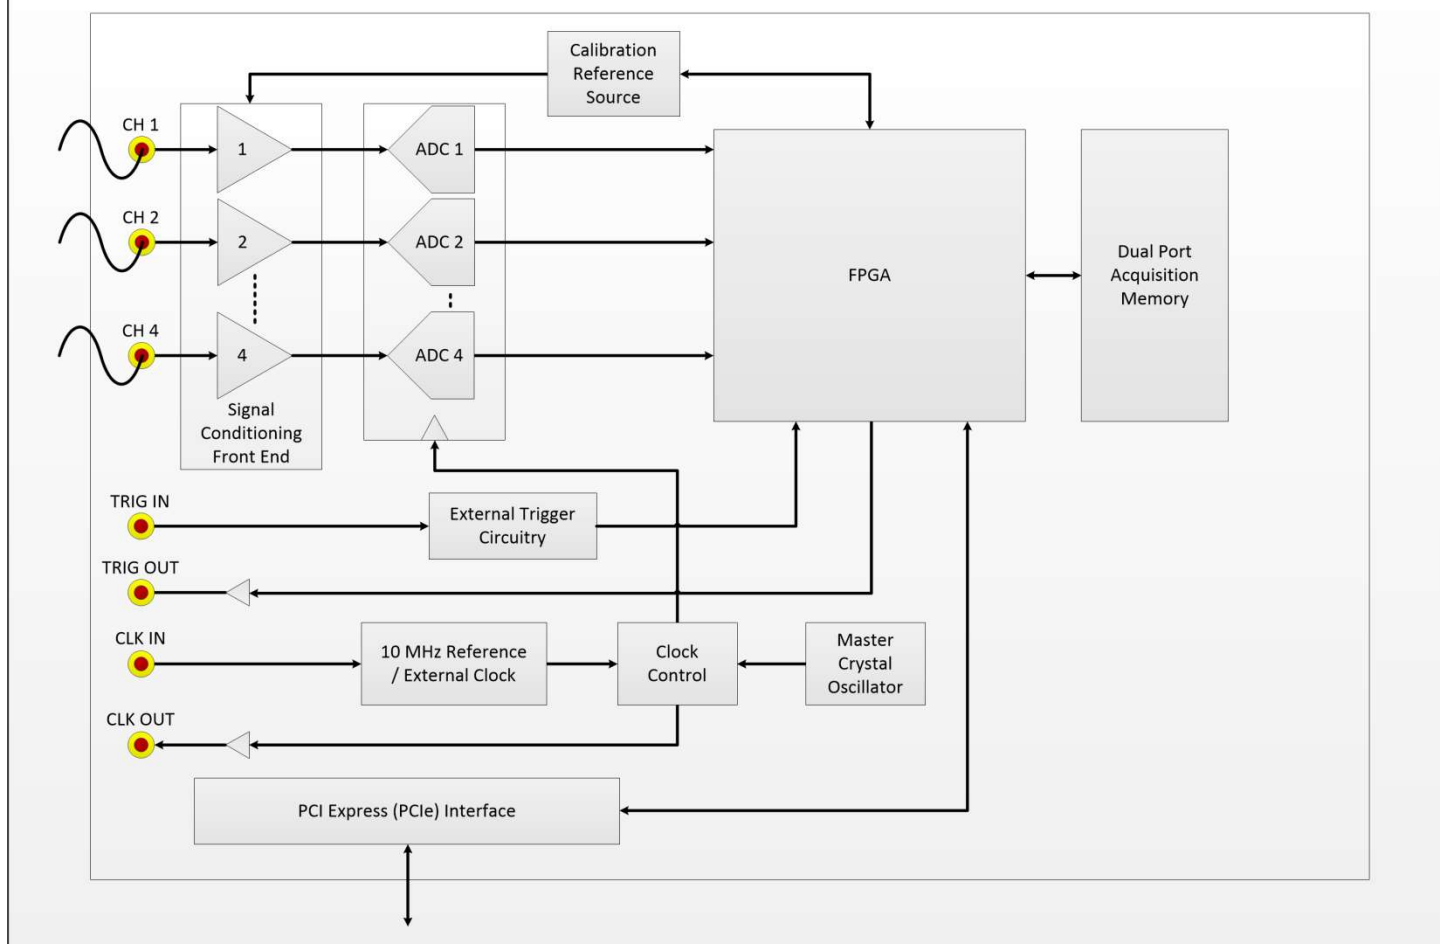 Calibration
Reference
Source
CH 1
1
ADC 1
CH 2
2
ADC 2
FPGA
Dual Port
Acquisition
Memory
CH 4
4
ADC 4
Signal
Conditioning
Front End
TRIG IN
External Trigger
Circuitry
TRIG OUT
CLK IN
10 MHz Reference
/ External Clock
Clock
Control
Master
Crystal
Oscillator
CLK OUT
PCI Express (PCIe) Interface